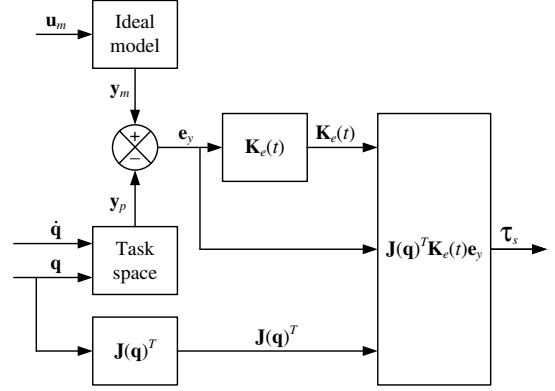 u_m
Ideal
model
y_m
+
−
e_y
K_e(t)
K_e(t)
y_p
q̇
q
Task
space
J(q)^T K_e(t)e_y
τ_s
J(q)^T
J(q)^T